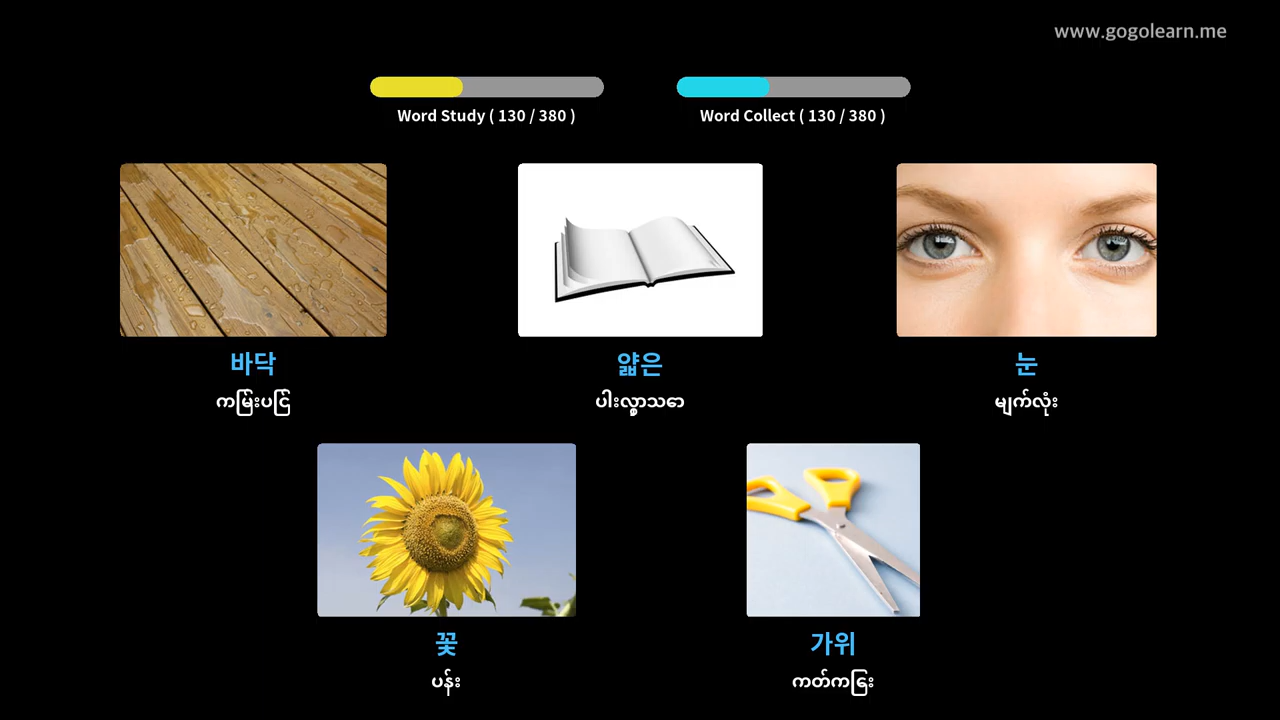 www.gogolearn.me
Word Study ( 130 / 380 )
Word Collect ( 130 / 380 )
바닥
얇은
눈
ကမြင်းပြင်
ပါးလွှာသော
မျက်လုံး
꽃
가위
ပန်း
ကတ်ကြေး